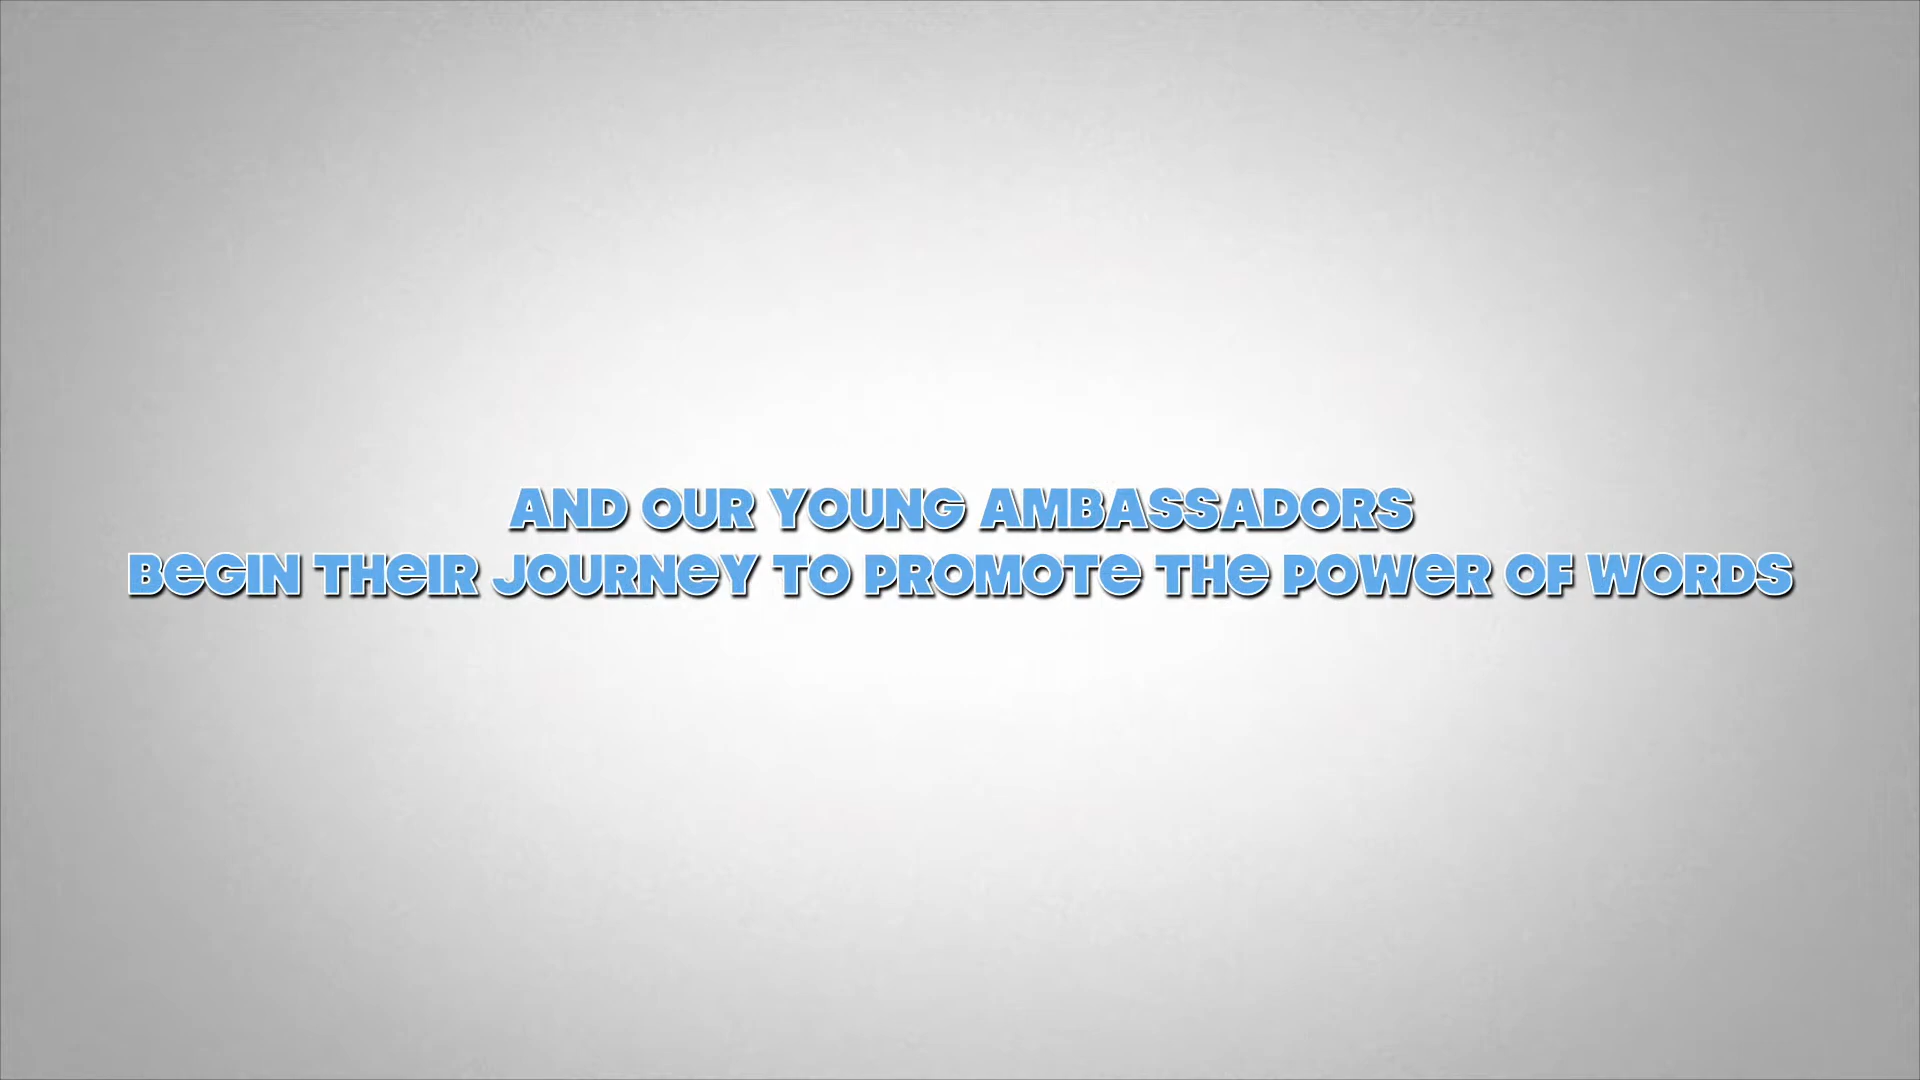 AND OUR YOUNG AMBASSADORS
BeGIN THeIR JOURNeY TO PROMOTe THe POWeR OF WORDS